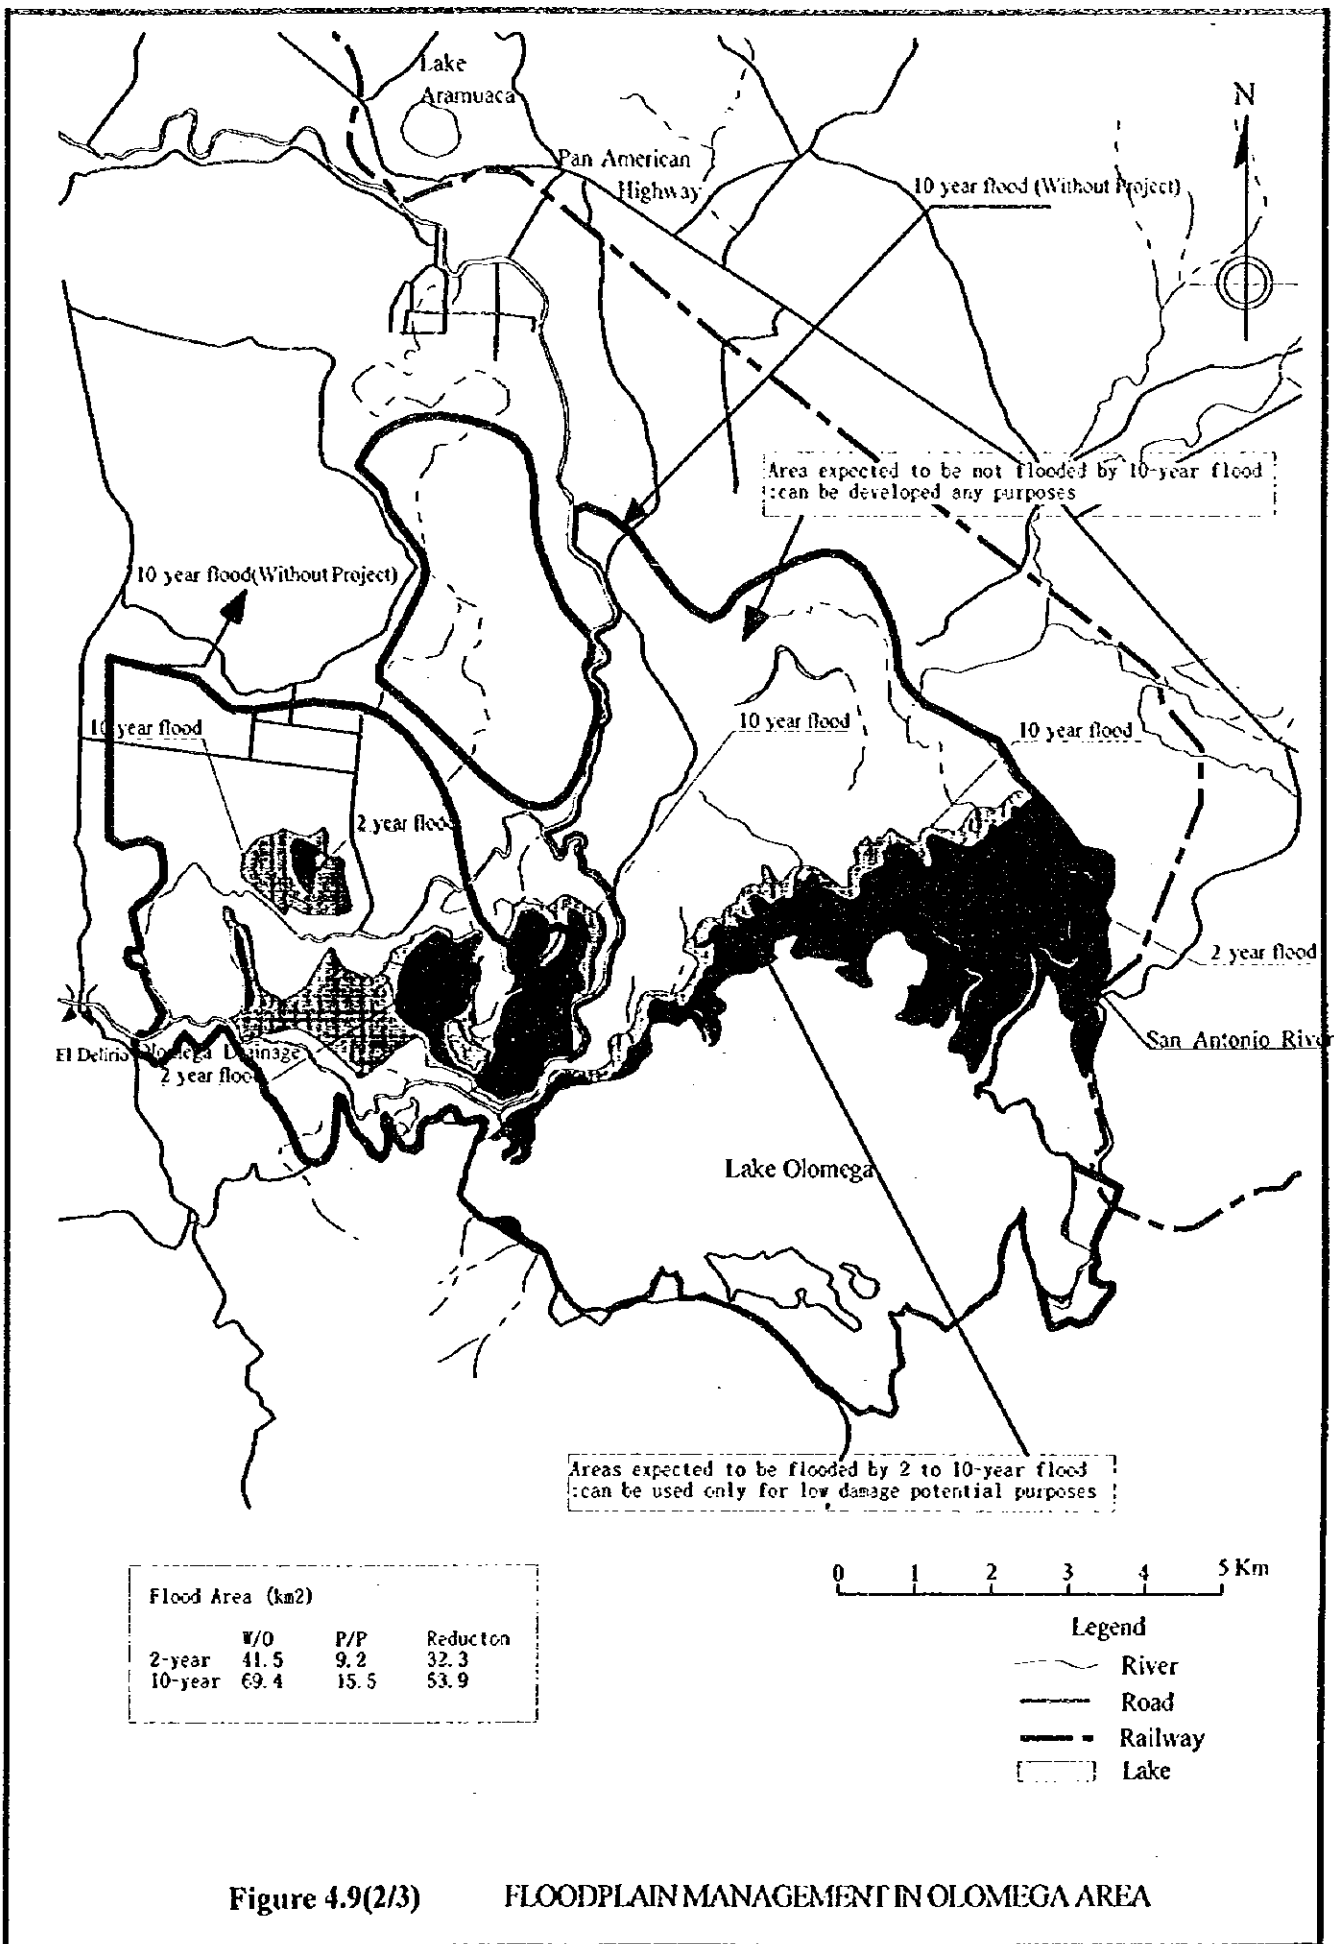 Lake
Aramuaca
N
Pan American
Highway
10 year flood (Without Project)
Area expected to be not flooded by 10-year flood
:can be developed any purposes
10 year flood(Without Project)
10 year flood
10 year flood
10 year flood
2 year flood
2 year flood
San Antonio River
El Delirio
Olomega Drainage
2 year flood
Lake Olomega
Areas expected to be flooded by 2 to 10-year flood
:can be used only for low damage potential purposes
Flood Area (km2)
W/O P/P Reducton
2-year 41.5 9.2 32.3
10-year 69.4 15.5 53.9
0 1 2 3 4 5 Km
Legend
River
Road
Railway
Lake
Figure 4.9(2/3) FLOODPLAIN MANAGEMENT IN OLOMEGA AREA